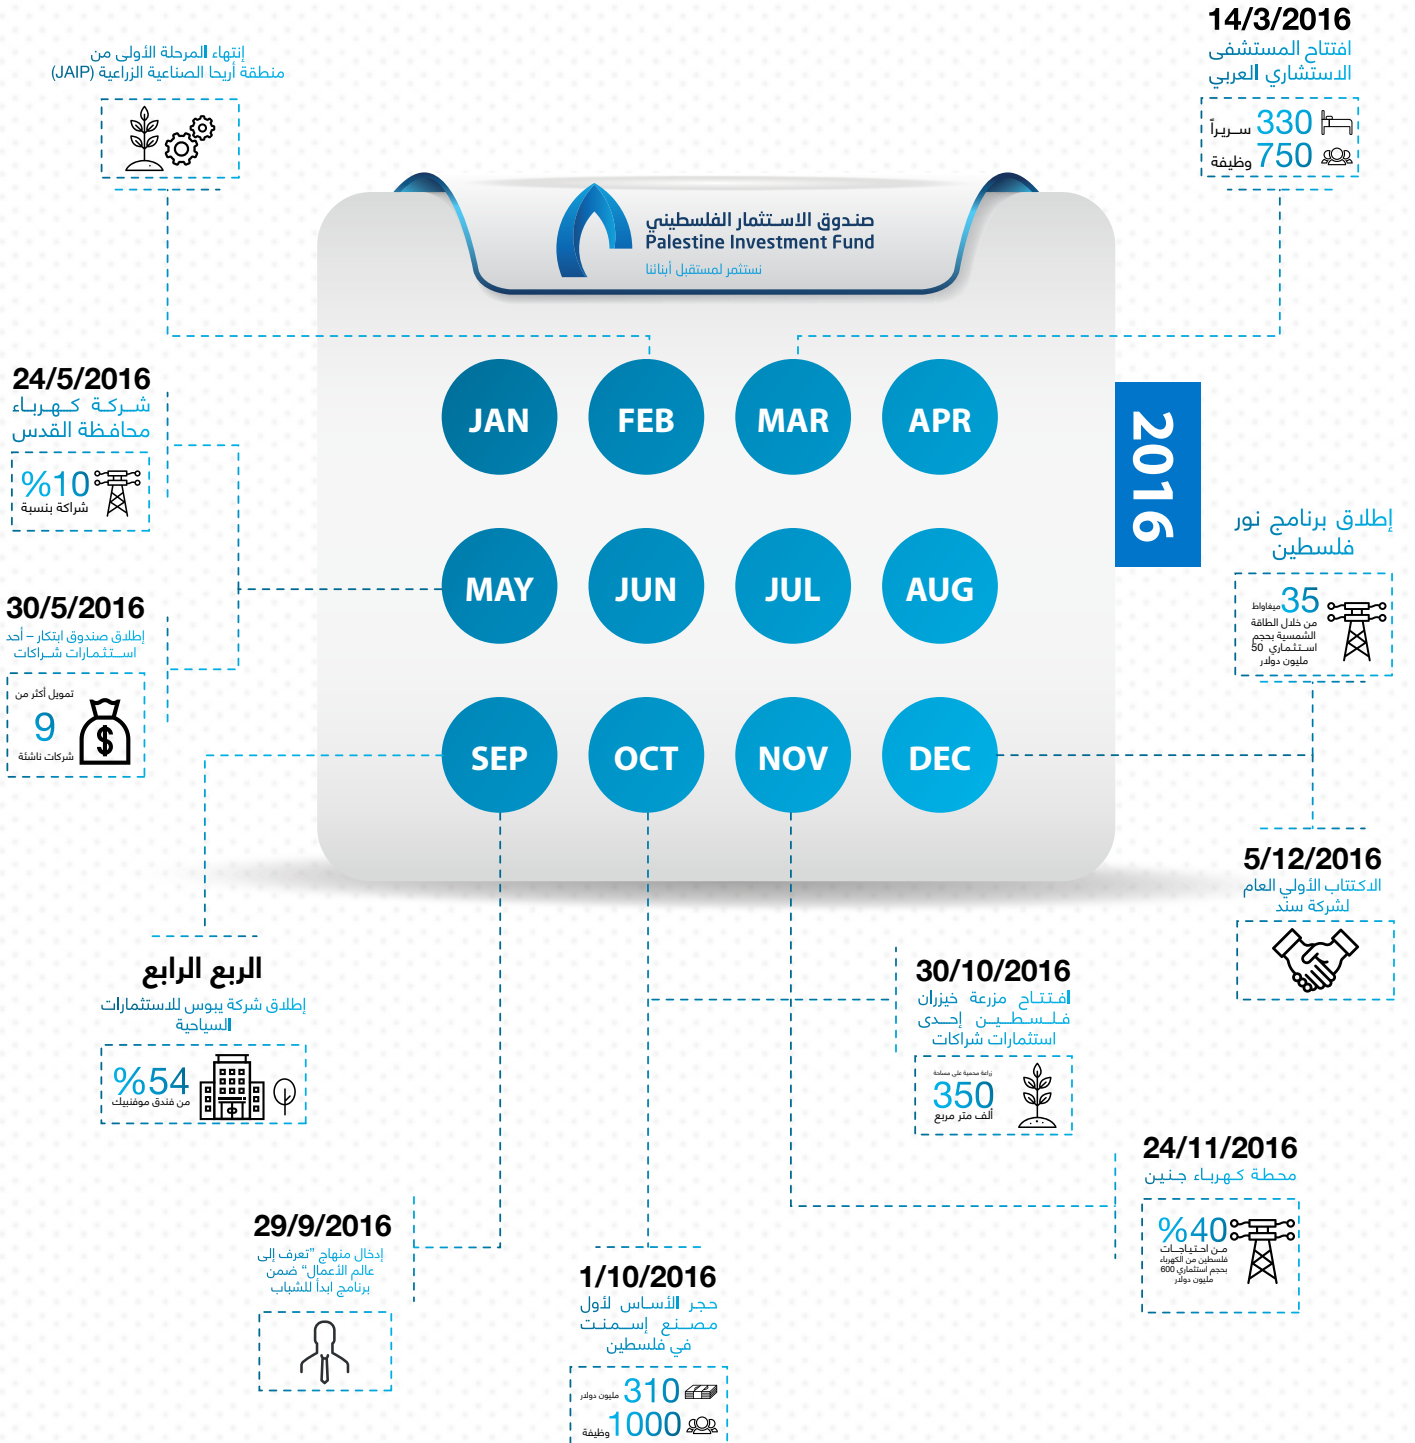 14/3/2016
افتتاح المستشفى
الاستشاري العربي
330 سريراً
750 وظيفة
إنتهاء المرحلة الأولى من
منطقة أريحا الصناعية الزراعية (JAIP)
صندوق الاستثمار الفلسطيني
Palestine Investment Fund
نستثمر لمستقبل أبنائنا
2016
JAN FEB MAR APR
MAY JUN JUL AUG
SEP OCT NOV DEC
24/5/2016
شركة كهرباء
محافظة القدس
%10
شراكة بنسبة
30/5/2016
إطلاق صندوق ابتكار – أحد
استثمارات شراكات
تمويل أكثر من
9
شركات ناشئة
إطلاق برنامج نور
فلسطين
35 ميغاواط
من خلال الطاقة
الشمسية بحجم
استثماري 50
مليون دولار
5/12/2016
الاكتتاب الأولي العام
لشركة سند
الربع الرابع
إطلاق شركة يبوس للاستثمارات
السياحية
%54
من فندق موفنبيك
30/10/2016
افتتاح مزرعة خيزران
فلسطين إحدى
استثمارات شراكات
زراعة محمية على مساحة
350
ألف متر مربع
24/11/2016
محطة كهرباء جنين
%40
من احتياجات
فلسطين من الكهرباء
بحجم استثماري 600
مليون دولار
29/9/2016
إدخال منهاج "تعرف إلى
عالم الأعمال" ضمن
برنامج ابدأ للشباب
1/10/2016
حجر الأساس لأول
مصنع إسمنت
في فلسطين
310 مليون دولار
1000 وظيفة